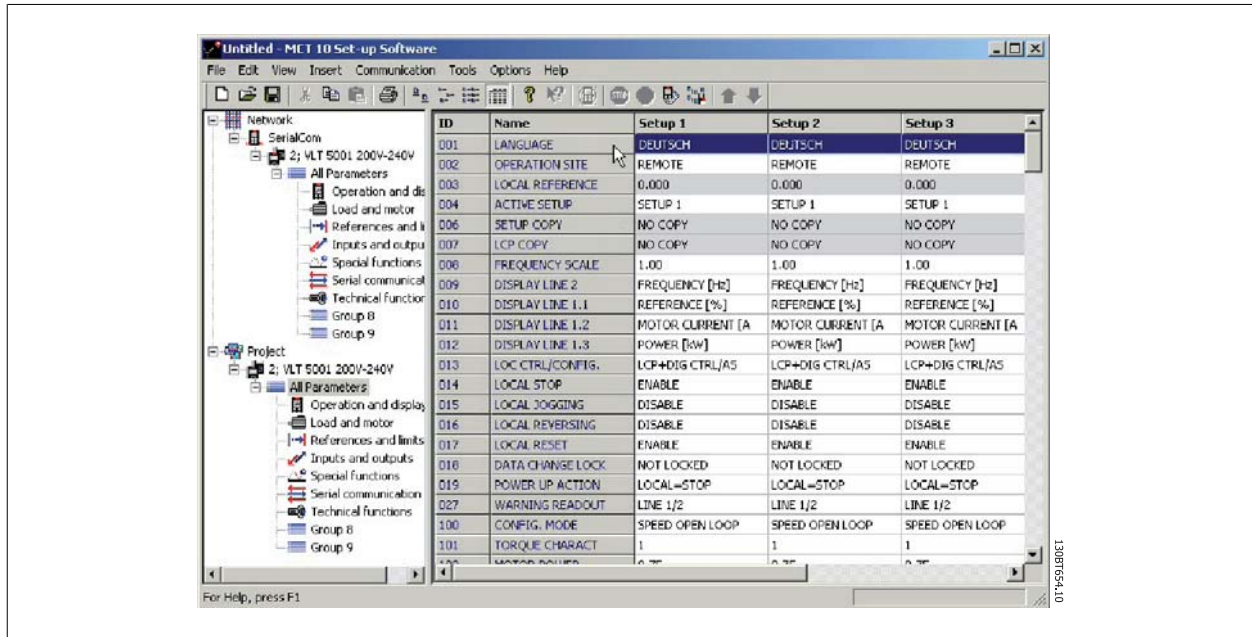 Untitled - MCT 10 Set-up Software
File Edit View Insert Communication Tools Options Help
Network
SerialCom
2; VLT 5001 200V-240V
All Parameters
Operation and dis
Load and motor
References and li
Inputs and outpu
Special functions
Serial communicat
Technical function
Group 8
Group 9
Project
2; VLT 5001 200V-240V
All Parameters
Operation and display
Load and motor
References and limits
Inputs and outputs
Special functions
Serial communication
Technical functions
Group 8
Group 9
ID Name Setup 1 Setup 2 Setup 3
001 LANGUAGE DEUTSCH DEUTSCH DEUTSCH
002 OPERATION SITE REMOTE REMOTE REMOTE
003 LOCAL REFERENCE 0.000 0.000 0.000
004 ACTIVE SETUP SETUP 1 SETUP 1 SETUP 1
006 SETUP COPY NO COPY NO COPY NO COPY
007 LCP COPY NO COPY NO COPY NO COPY
008 FREQUENCY SCALE 1.00 1.00 1.00
009 DISPLAY LINE 2 FREQUENCY [Hz] FREQUENCY [Hz] FREQUENCY [Hz]
010 DISPLAY LINE 1.1 REFERENCE [%] REFERENCE [%] REFERENCE [%]
011 DISPLAY LINE 1.2 MOTOR CURRENT [A MOTOR CURRENT [A MOTOR CURRENT [A
012 DISPLAY LINE 1.3 POWER [kW] POWER [kW] POWER [kW]
013 LOC CTRL/CONFIG. LCP+DIG CTRL/AS LCP+DIG CTRL/AS LCP+DIG CTRL/AS
014 LOCAL STOP ENABLE ENABLE ENABLE
015 LOCAL JOGGING DISABLE DISABLE DISABLE
016 LOCAL REVERSING DISABLE DISABLE DISABLE
017 LOCAL RESET ENABLE ENABLE ENABLE
018 DATA CHANGE LOCK NOT LOCKED NOT LOCKED NOT LOCKED
019 POWER UP ACTION LOCAL=STOP LOCAL=STOP LOCAL=STOP
027 WARNING READOUT LINE 1/2 LINE 1/2 LINE 1/2
100 CONFIG. MODE SPEED OPEN LOOP SPEED OPEN LOOP SPEED OPEN LOOP
101 TORQUE CHARACT 1 1 1
MOTOR POWER
For Help, press F1
130BT654.10